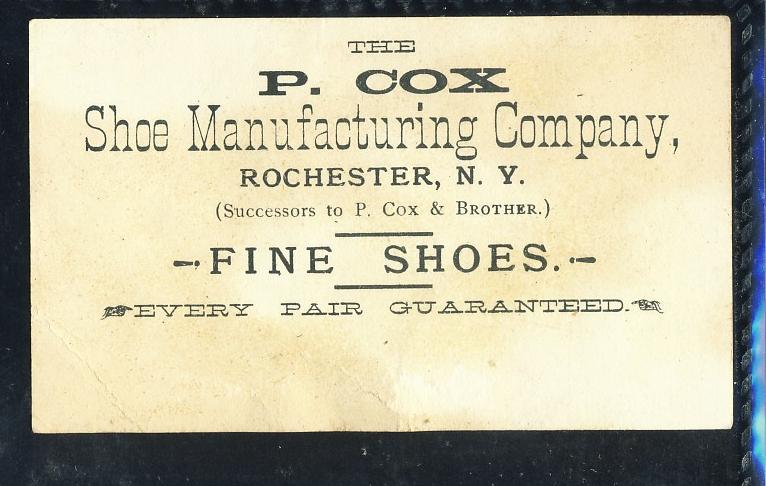 THE
P. COX
Shoe Manufacturing Company,
ROCHESTER, N. Y.
(Successors to P. Cox & BROTHER.)
FINE SHOES.
EVERY PAIR GUARANTEED.